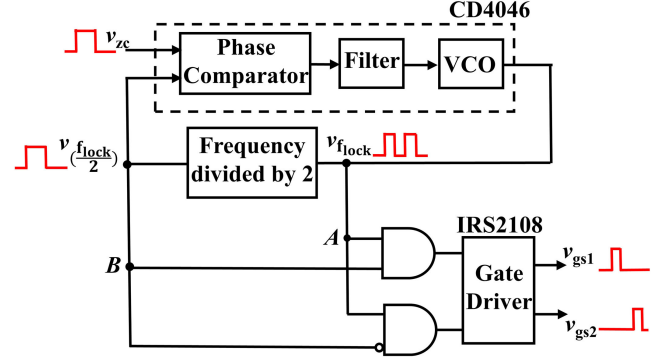 CD4046
v_zc
Phase
Comparator
Filter
VCO
v_(f_lock/2)
Frequency
divided by 2
v_f_lock
A
IRS2108
B
Gate
Driver
v_gs1
v_gs2